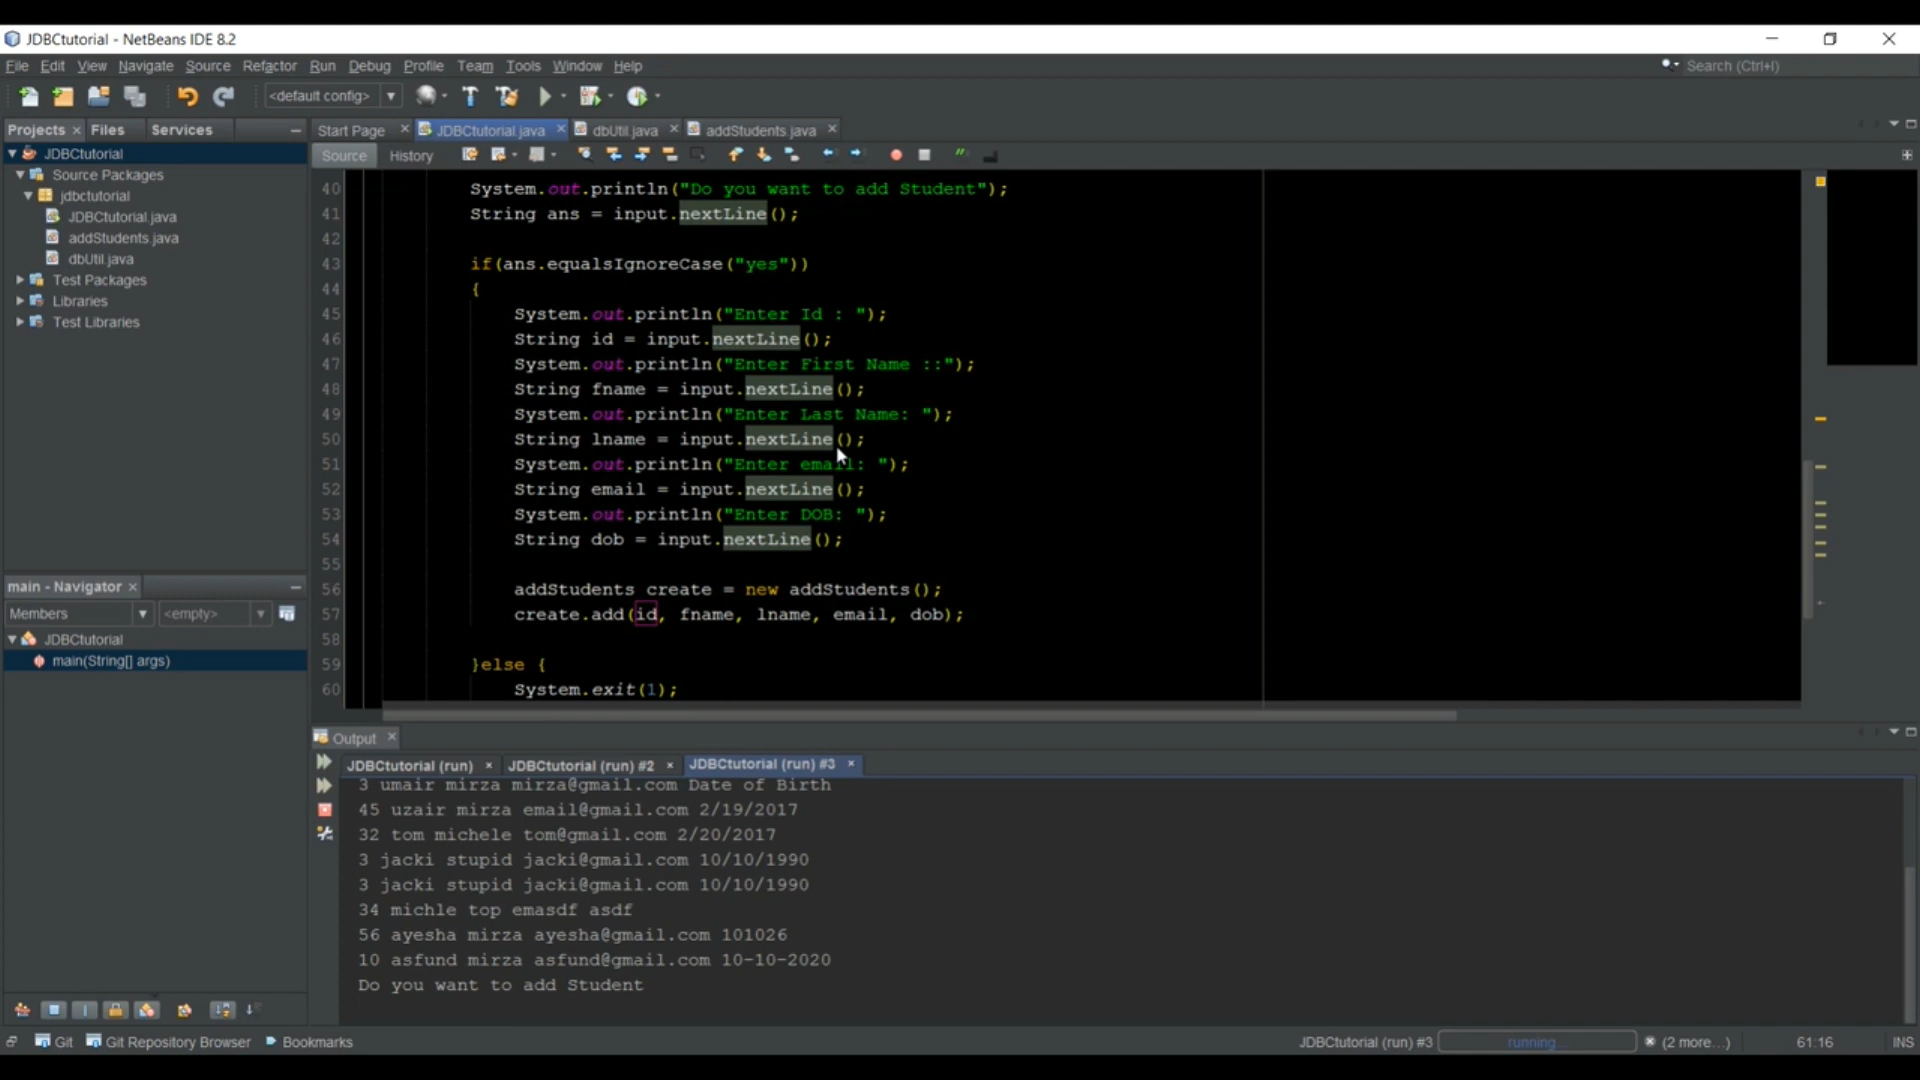 JDBCtutorial - NetBeans IDE 8.2
File Edit View Navigate Source Refactor Run Debug Profile Team Tools Window Help
Search (Ctrl+I)
<default config>
Projects Files Services
Start Page JDBCtutorial.java dbUtil.java addStudents.java
JDBCtutorial
Source History
Source Packages
jdbctutorial
JDBCtutorial.java
addStudents.java
dbUtil.java
Test Packages
Libraries
Test Libraries
40 System.out.println("Do you want to add Student");
41 String ans = input.nextLine();
42
43 if(ans.equalsIgnoreCase("yes"))
44 {
45 System.out.println("Enter Id : ");
46 String id = input.nextLine();
47 System.out.println("Enter First Name ::");
48 String fname = input.nextLine();
49 System.out.println("Enter Last Name: ");
50 String lname = input.nextLine();
51 System.out.println("Enter email: ");
52 String email = input.nextLine();
53 System.out.println("Enter DOB: ");
54 String dob = input.nextLine();
55
56 addStudents create = new addStudents();
57 create.add(id, fname, lname, email, dob);
58
59 }else {
60 System.exit(1);
main - Navigator
Members <empty>
JDBCtutorial
main(String[] args)
Output
JDBCtutorial (run) JDBCtutorial (run) #2 JDBCtutorial (run) #3
3 umair mirza mirza@gmail.com Date of Birth
45 uzair mirza email@gmail.com 2/19/2017
32 tom michele tom@gmail.com 2/20/2017
3 jacki stupid jacki@gmail.com 10/10/1990
3 jacki stupid jacki@gmail.com 10/10/1990
34 michle top emasdf asdf
56 ayesha mirza ayesha@gmail.com 101026
10 asfund mirza asfund@gmail.com 10-10-2020
Do you want to add Student
Git Git Repository Browser Bookmarks
JDBCtutorial (run) #3 running... (2 more...) 61:16 INS